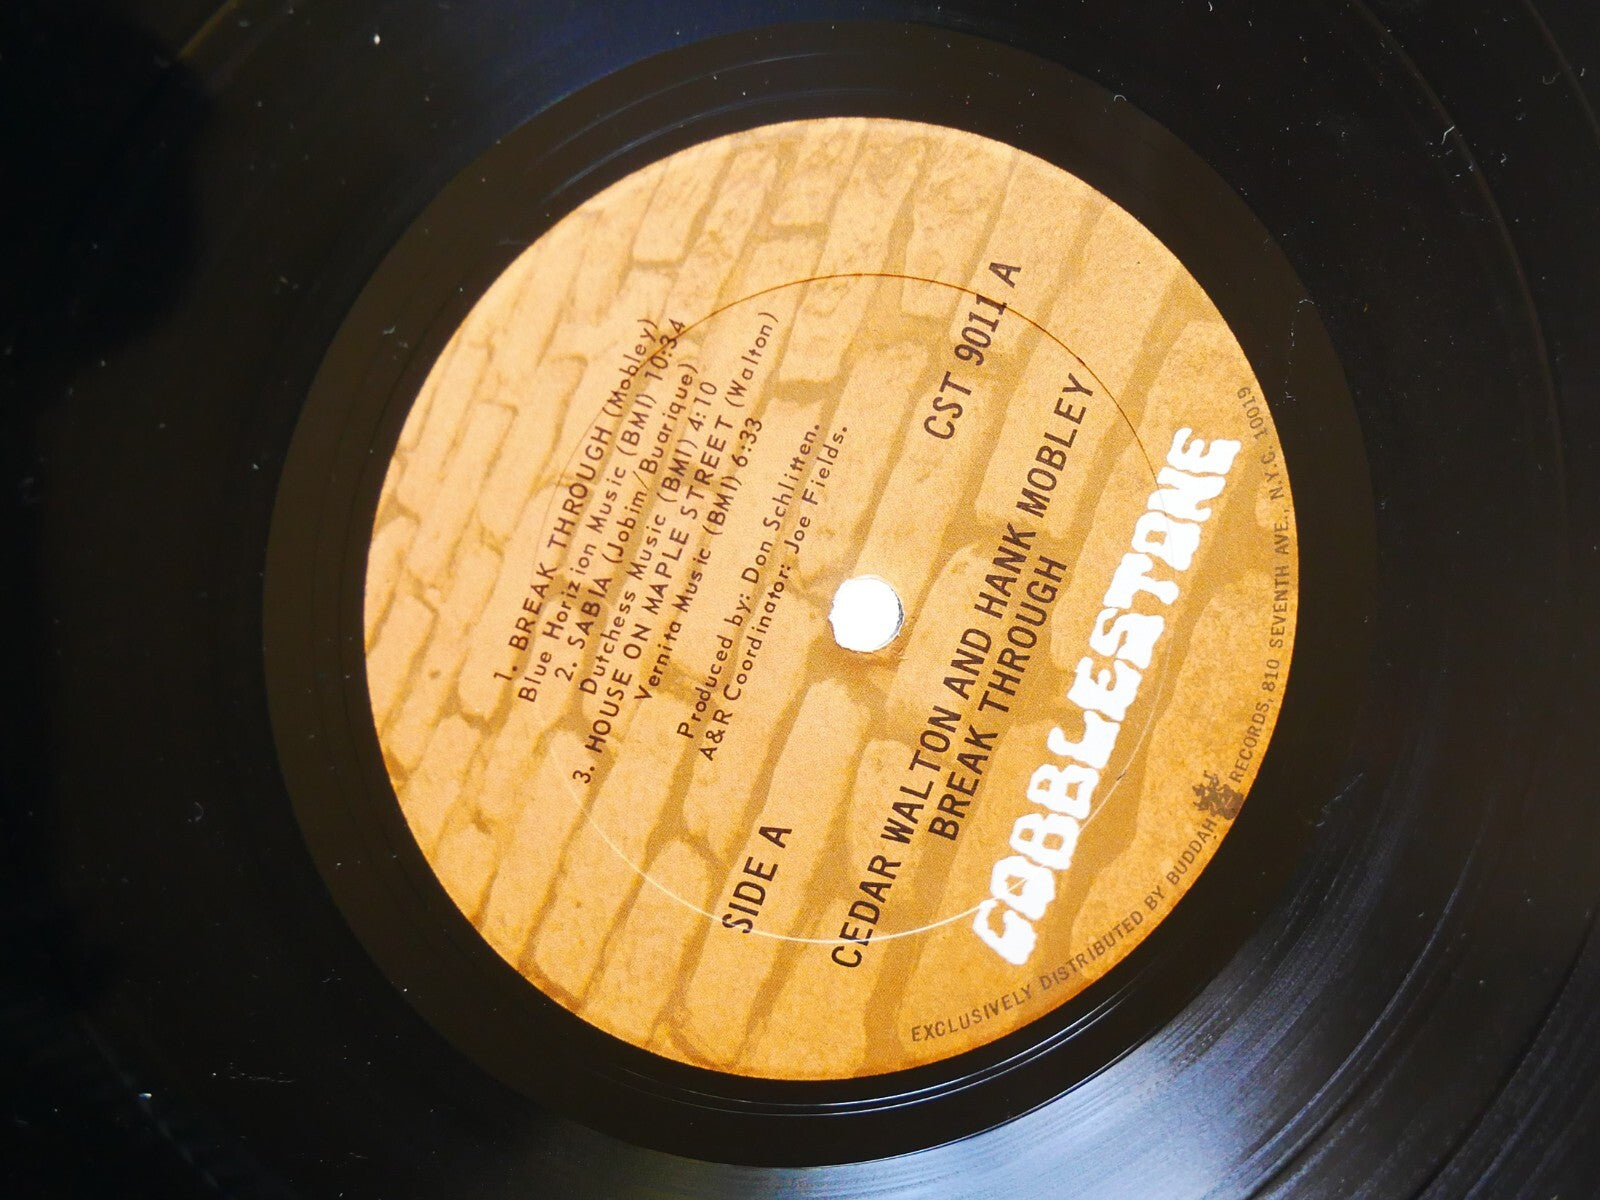 COBBLESTONE
CEDAR WALTON AND HANK MOBLEY
BREAK THROUGH
CST 9011 A
SIDE A
1. BREAK THROUGH (Mobley)
Blue Horizion Music (BMI) 10:34
2. SABIA (Jobim/Buarique)
Dutchess Music (BMI) 4:10
3. HOUSE ON MAPLE STREET (Walton)
Vernita Music (BMI) 6:33
Produced by: Don Schlitten.
A&R Coordinator: Joe Fields.
EXCLUSIVELY DISTRIBUTED BY BUDDAH RECORDS, 810 SEVENTH AVE., N.Y.C. 10019